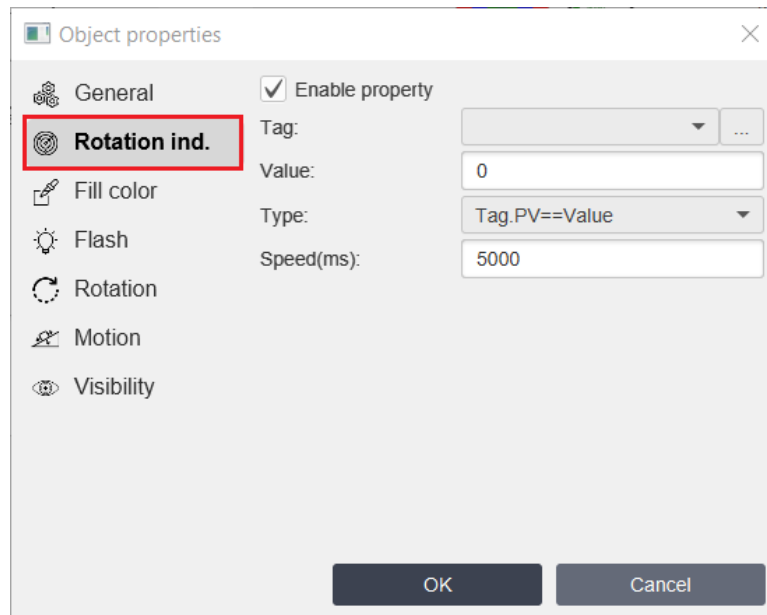 Object properties
General
Rotation ind.
Fill color
Flash
Rotation
Motion
Visibility
Enable property
Tag:
...
Value: 0
Type: Tag.PV==Value
Speed(ms): 5000
OK Cancel